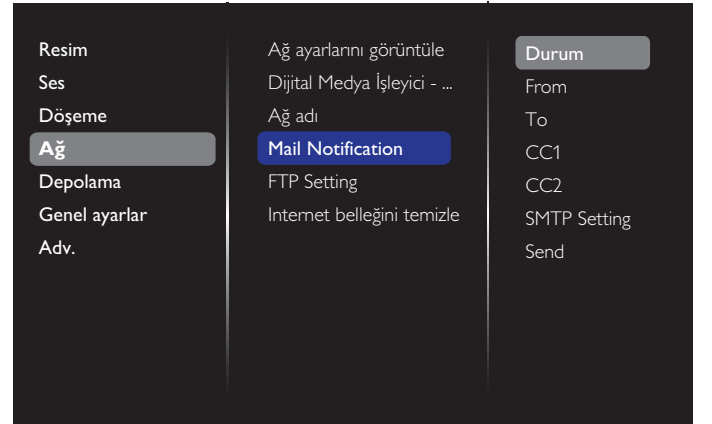 Resim
Ses
Döşeme
Ağ
Depolama
Genel ayarlar
Adv.
Ağ ayarlarını görüntüle
Dijital Medya İşleyici - ...
Ağ adı
Mail Notification
FTP Setting
Internet belleğini temizle
Durum
From
To
CC1
CC2
SMTP Setting
Send